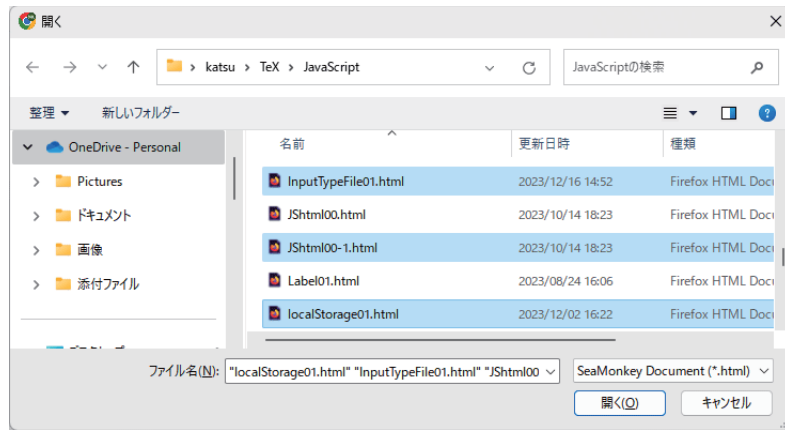 開く
katsu > TeX > JavaScript
JavaScriptの検索
整理
新しいフォルダー
OneDrive - Personal
Pictures
ドキュメント
画像
添付ファイル
名前 更新日時 種類
InputTypeFile01.html 2023/12/16 14:52 Firefox HTML Doc
JShtml00.html 2023/10/14 18:23 Firefox HTML Doc
JShtml00-1.html 2023/10/14 18:23 Firefox HTML Doc
Label01.html 2023/08/24 16:06 Firefox HTML Doc
localStorage01.html 2023/12/02 16:22 Firefox HTML Doc
ファイル名(N): "localStorage01.html" "InputTypeFile01.html" "JShtml00
SeaMonkey Document (*.html)
開く(O)
キャンセル